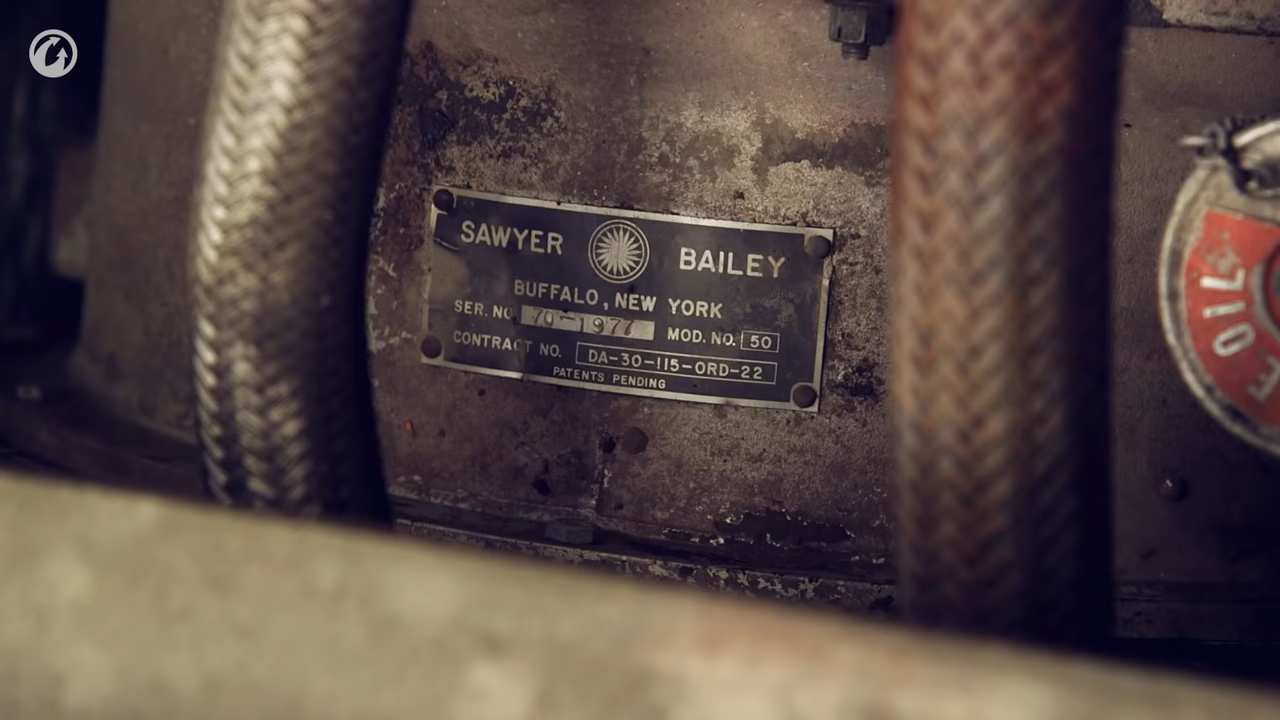 SAWYER BAILEY
BUFFALO, NEW YORK
SER. NO 70-1977 MOD. NO. 50
CONTRACT NO. DA-30-115-ORD-22
PATENTS PENDING
OIL